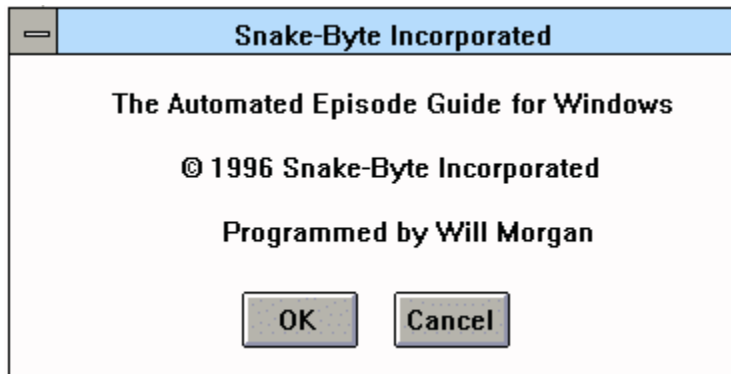 Snake-Byte Incorporated
The Automated Episode Guide for Windows
© 1996 Snake-Byte Incorporated
Programmed by Will Morgan
OK Cancel